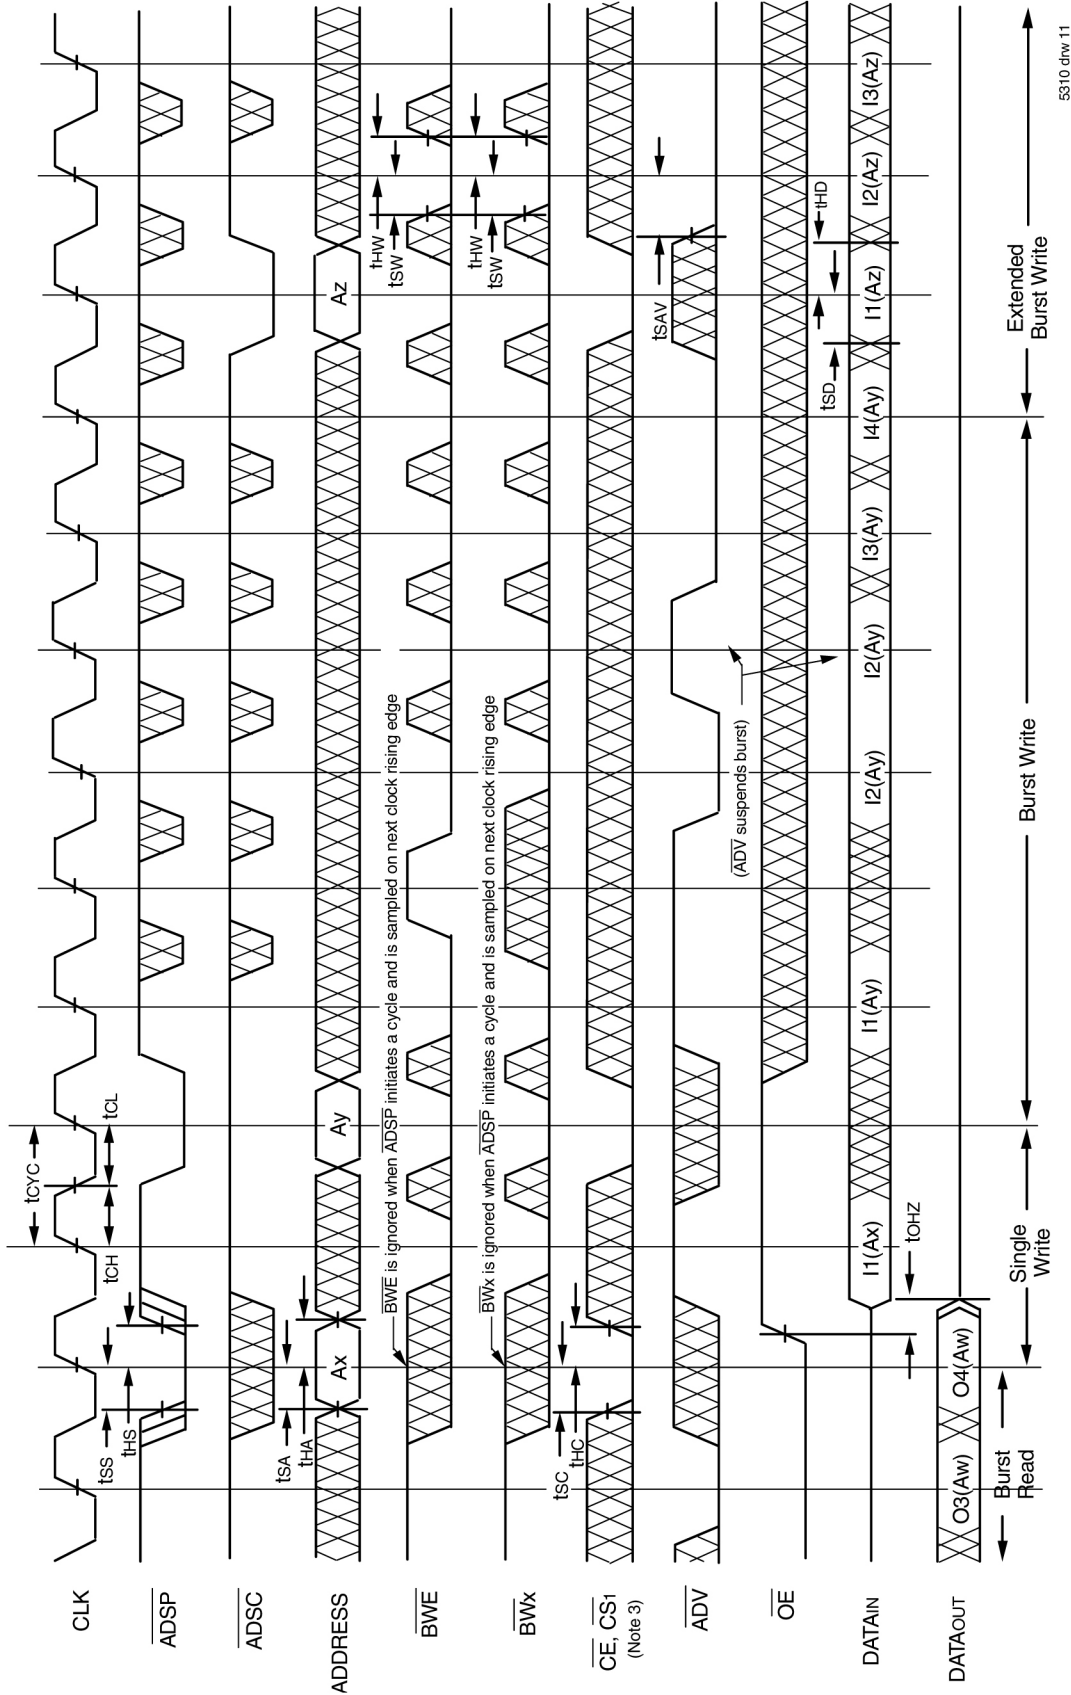 CLK
ADSP
ADSC
ADDRESS
BWE
BWx
CE, CS1
(Note 3)
ADV
OE
DATAIN
DATAOUT
tCYC
tCH
tCL
tSS
tHS
tSA
tHA
Ax
Ay
Az
BWE is ignored when ADSP initiates a cycle and is sampled on next clock rising edge
tHW
tSW
BWx is ignored when ADSP initiates a cycle and is sampled on next clock rising edge
tHW
tSW
tSC
tHC
tSAV
(ADV suspends burst)
tSD
tHD
I1(Ax)
I1(Ay)
I2(Ay)
I2(Ay)
I3(Ay)
I4(Ay)
I1(Az)
I2(Az)
I3(Az)
tOHZ
O3(Aw)
O4(Aw)
Burst
Read
Single
Write
Burst Write
Extended
Burst Write
5310 drw 11